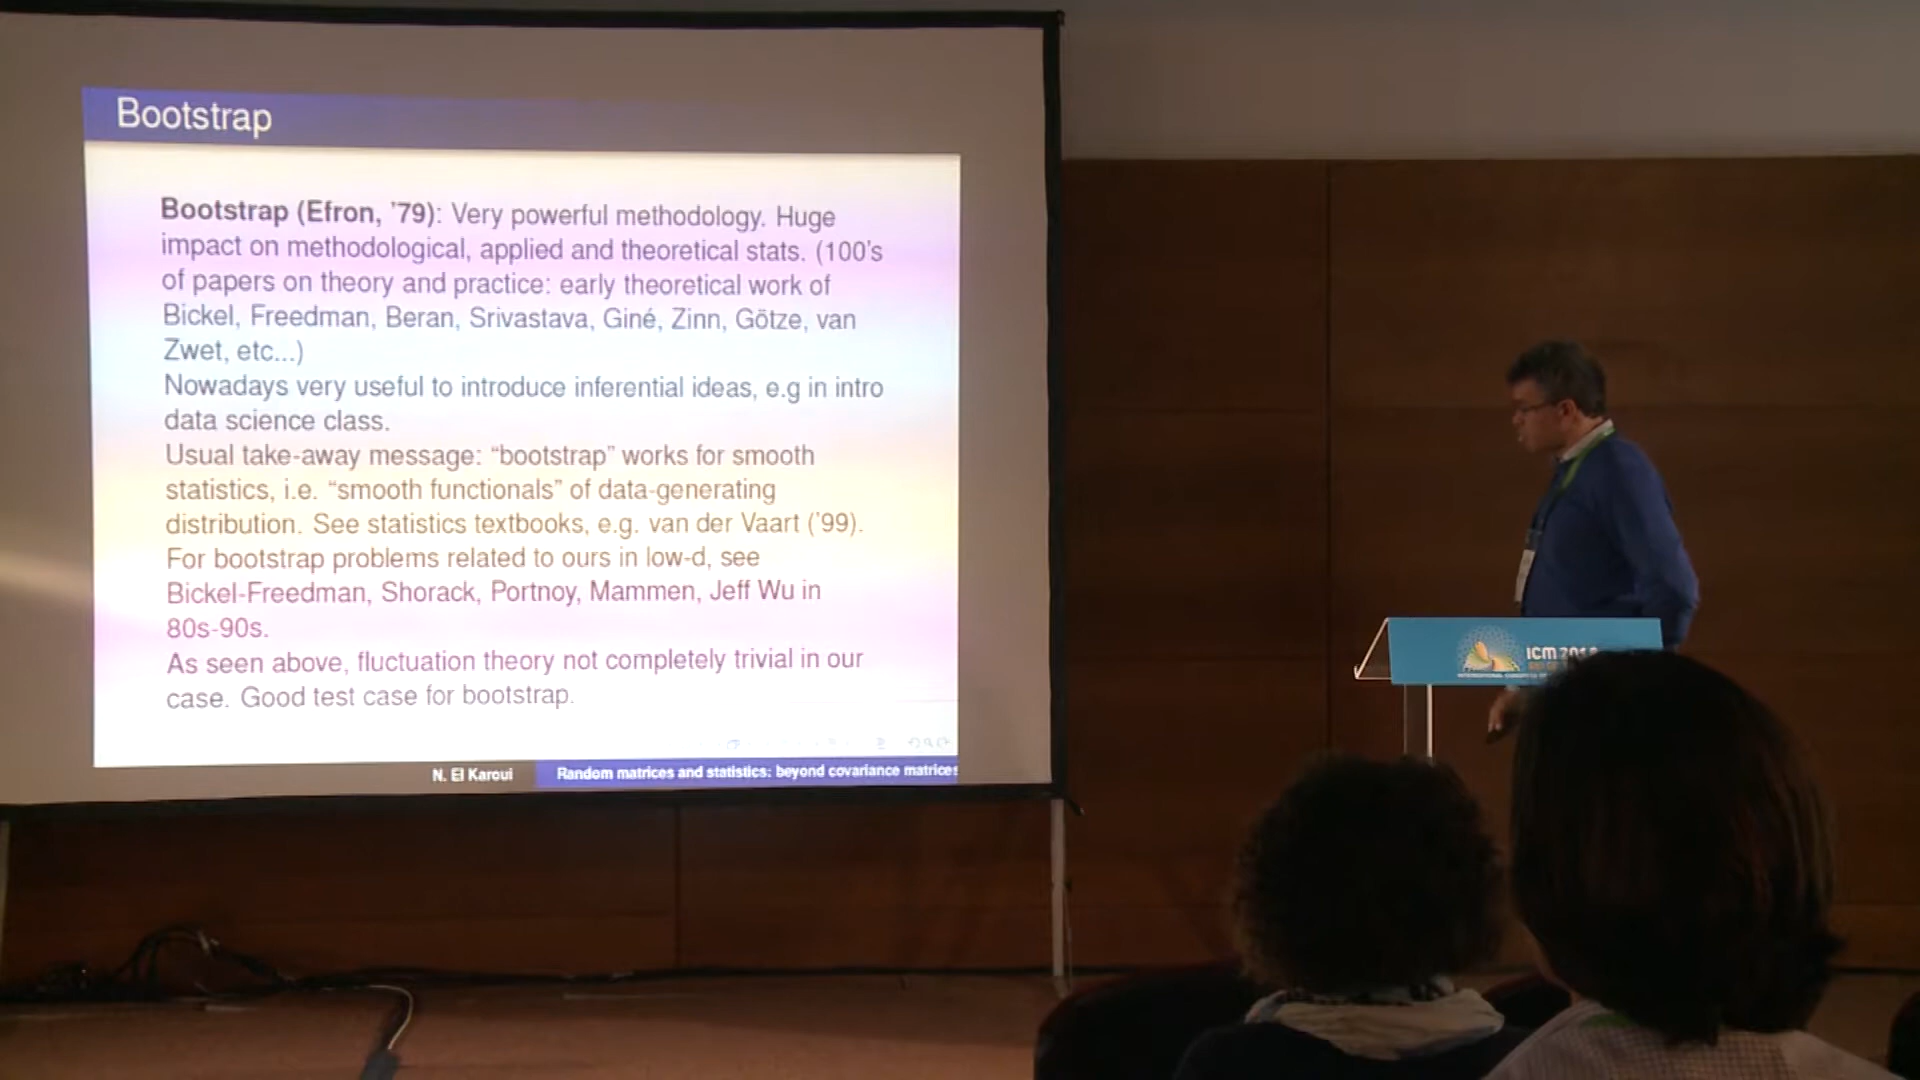 Bootstrap
Bootstrap (Efron, '79): Very powerful methodology. Huge
impact on methodological, applied and theoretical stats. (100's
of papers on theory and practice: early theoretical work of
Bickel, Freedman, Beran, Srivastava, Giné, Zinn, Götze, van
Zwet, etc...)
Nowadays very useful to introduce inferential ideas, e.g in intro
data science class.
Usual take-away message: “bootstrap” works for smooth
statistics, i.e. “smooth functionals” of data-generating
distribution. See statistics textbooks, e.g. van der Vaart ('99).
For bootstrap problems related to ours in low-d, see
Bickel-Freedman, Shorack, Portnoy, Mammen, Jeff Wu in
80s-90s.
As seen above, fluctuation theory not completely trivial in our
case. Good test case for bootstrap.
N. El Karoui
Random matrices and statistics: beyond covariance matrices
ICM